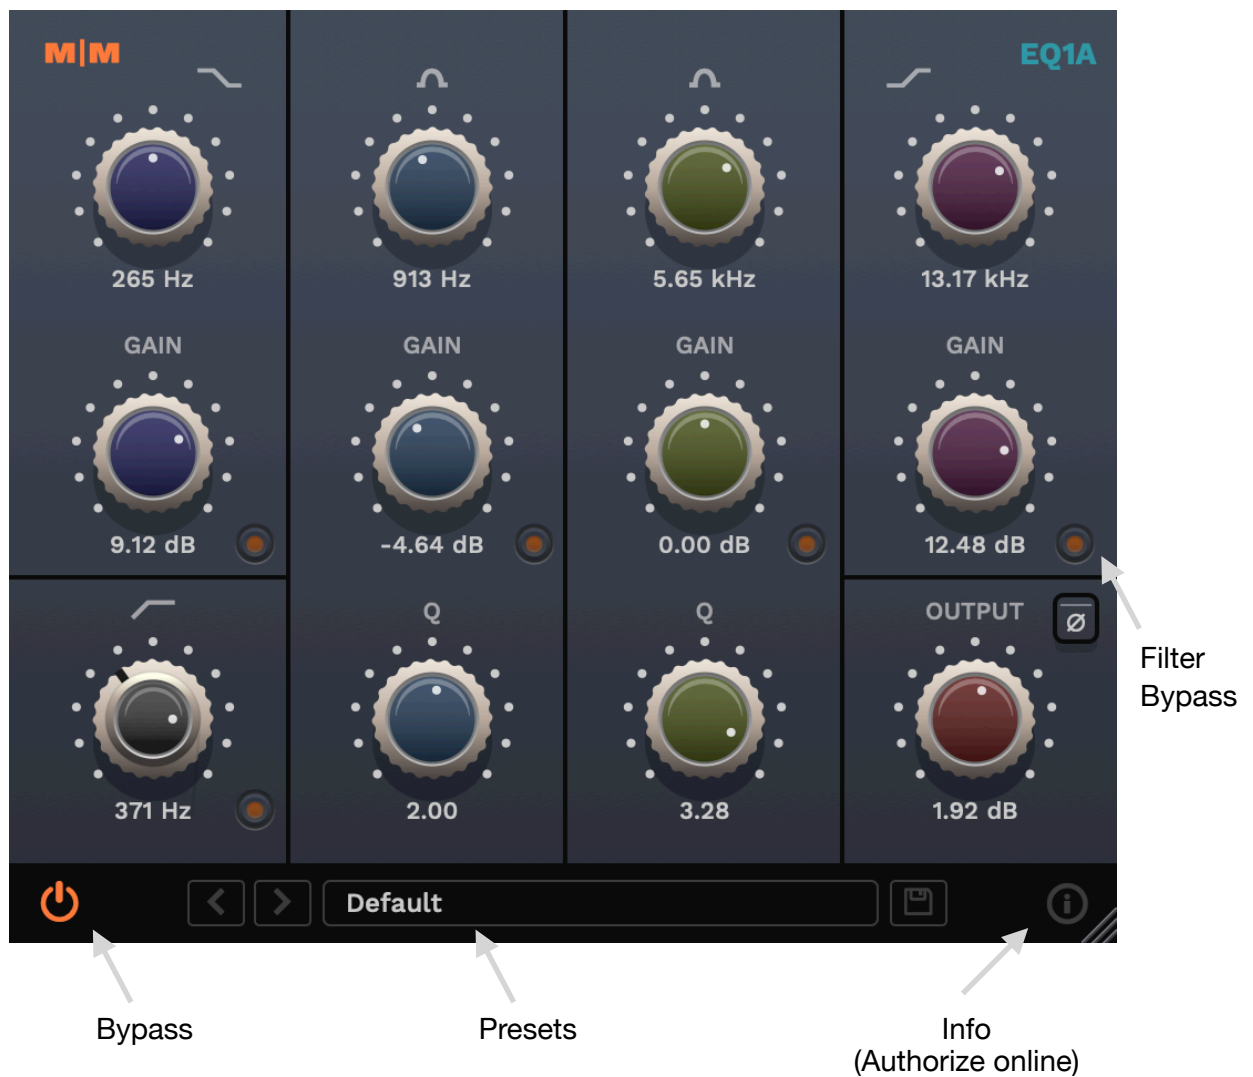 M|M
EQ1A
265 Hz
913 Hz
5.65 kHz
13.17 kHz
GAIN
GAIN
GAIN
GAIN
9.12 dB
-4.64 dB
0.00 dB
12.48 dB
Q
Q
OUTPUT
Ø
371 Hz
2.00
3.28
1.92 dB
Filter
Bypass
Default
Bypass
Presets
Info
(Authorize online)